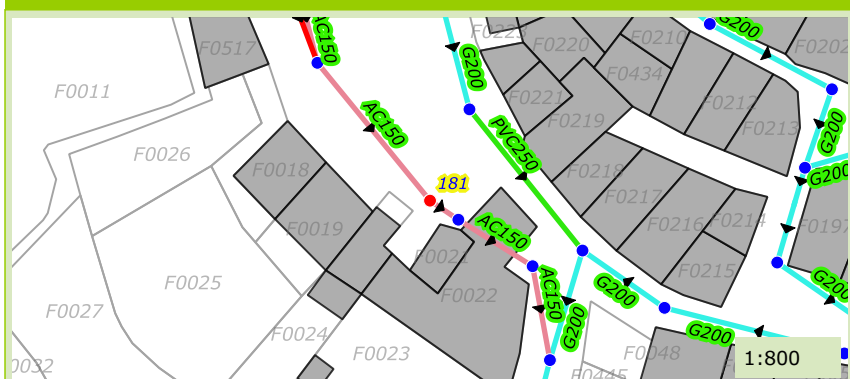 AC150
F0223
G200
F0517
F0220
F0210
F0202
G200
F0434
F0011
F0221
F0212
AC150
F0219
F0213
G200
PVC250
F0026
F0018
F0218
G200
181
F0217
F0019
AC150
F0216
F0214
F0197
F0021
F0215
F0025
AC150
G200
G200
F0022
F0027
G200
F0024
G200
F0023
F0048
1:800
0032
F0445